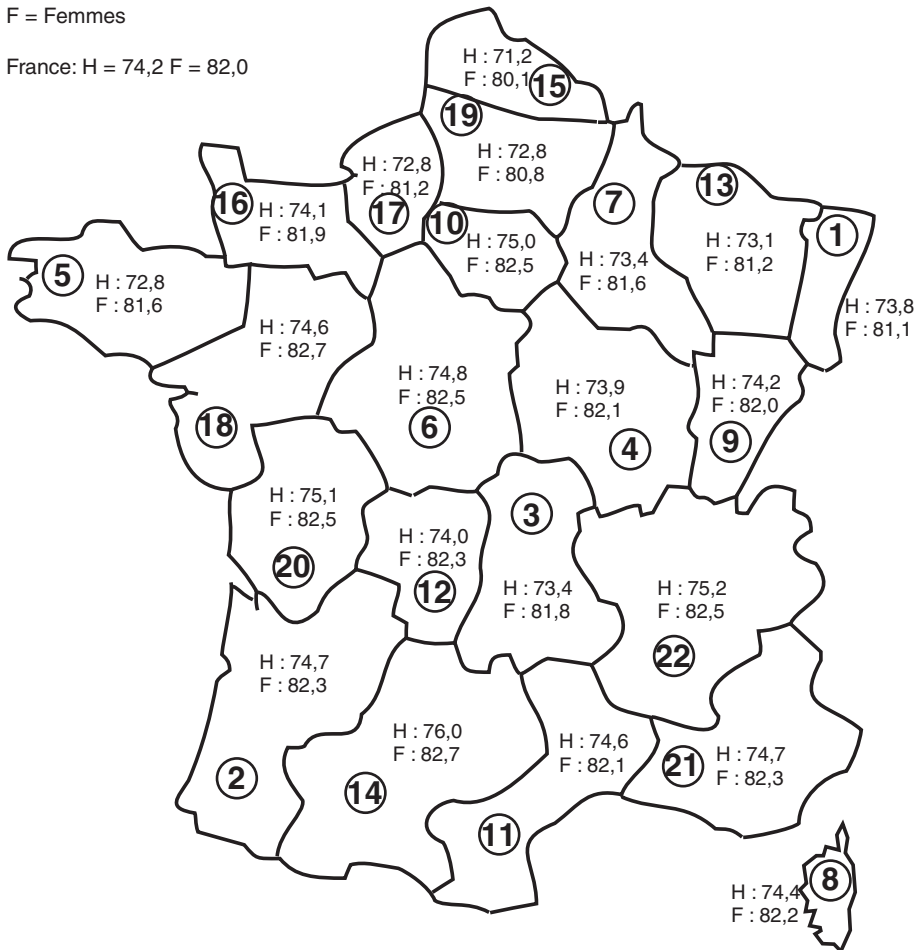 F = Femmes
France: H = 74,2 F = 82,0
H : 71,2
F : 80,1
15
19
H : 72,8
F : 80,8
H : 72,8
F : 81,2
17
16
H : 74,1
F : 81,9
10
H : 75,0
F : 82,5
7
H : 73,4
F : 81,6
13
H : 73,1
F : 81,2
1
H : 73,8
F : 81,1
5
H : 72,8
F : 81,6
H : 74,6
F : 82,7
18
H : 74,8
F : 82,5
6
H : 73,9
F : 82,1
4
H : 74,2
F : 82,0
9
H : 75,1
F : 82,5
20
H : 74,0
F : 82,3
12
3
H : 73,4
F : 81,8
H : 75,2
F : 82,5
22
H : 74,7
F : 82,3
2
H : 76,0
F : 82,7
14
H : 74,6
F : 82,1
11
21
H : 74,7
F : 82,3
8
H : 74,4
F : 82,2